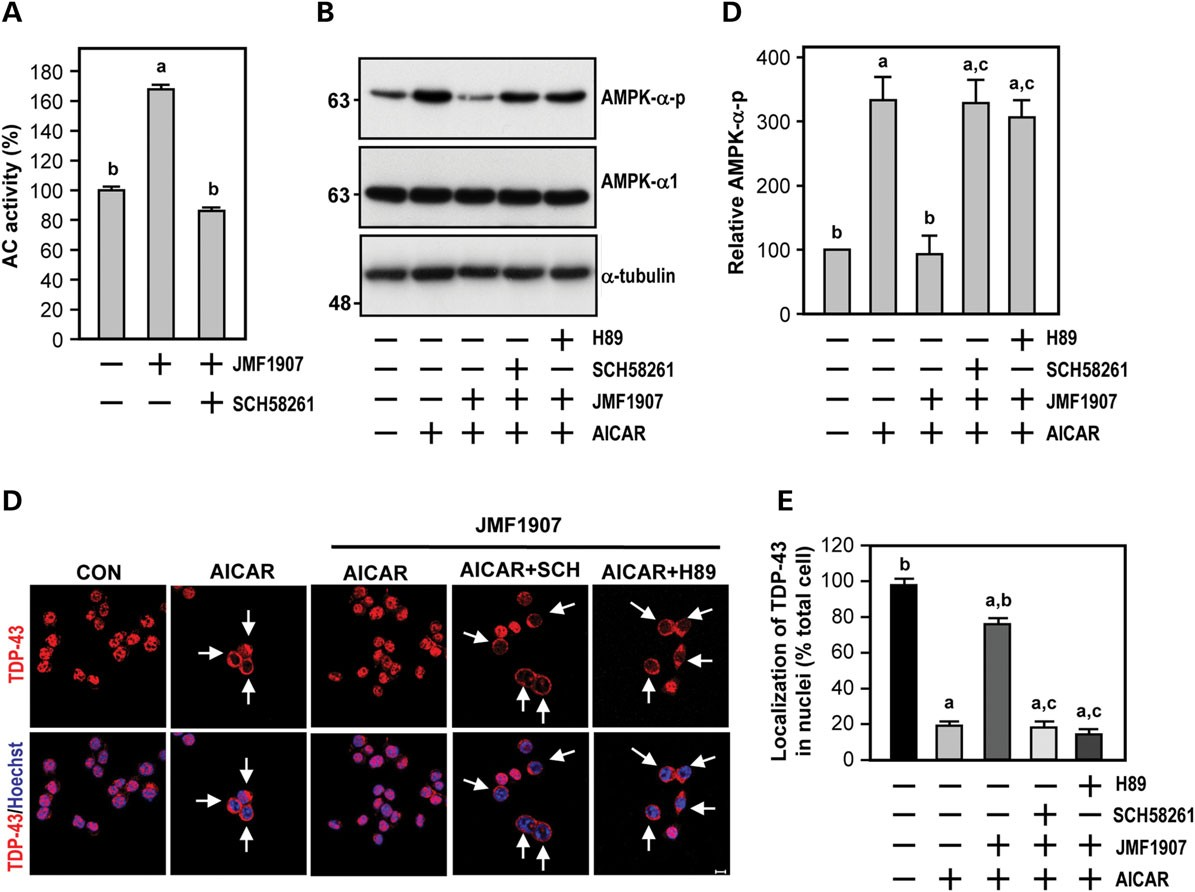 A
AC activity (%)
180
160
140
120
100
80
60
40
20
0
b
a
b
— + + JMF1907
— — + SCH58261
B
63
AMPK-α-p
63
AMPK-α1
48
α-tubulin
— — — — + H89
— — — + — SCH58261
— — + + + JMF1907
— + + + + AICAR
D
Relative AMPK-α-p
400
300
200
100
0
b
a
b
a,c
a,c
— — — — + H89
— — — + — SCH58261
— — + + + JMF1907
— + + + + AICAR
D
JMF1907
CON AICAR AICAR AICAR+SCH AICAR+H89
TDP-43
TDP-43/Hoechst
E
Localization of TDP-43
in nuclei (% total cell)
120
100
80
60
40
20
0
b
a
a,b
a,c
a,c
— — — — + H89
— — — + — SCH58261
— — + + + JMF1907
— + + + + AICAR